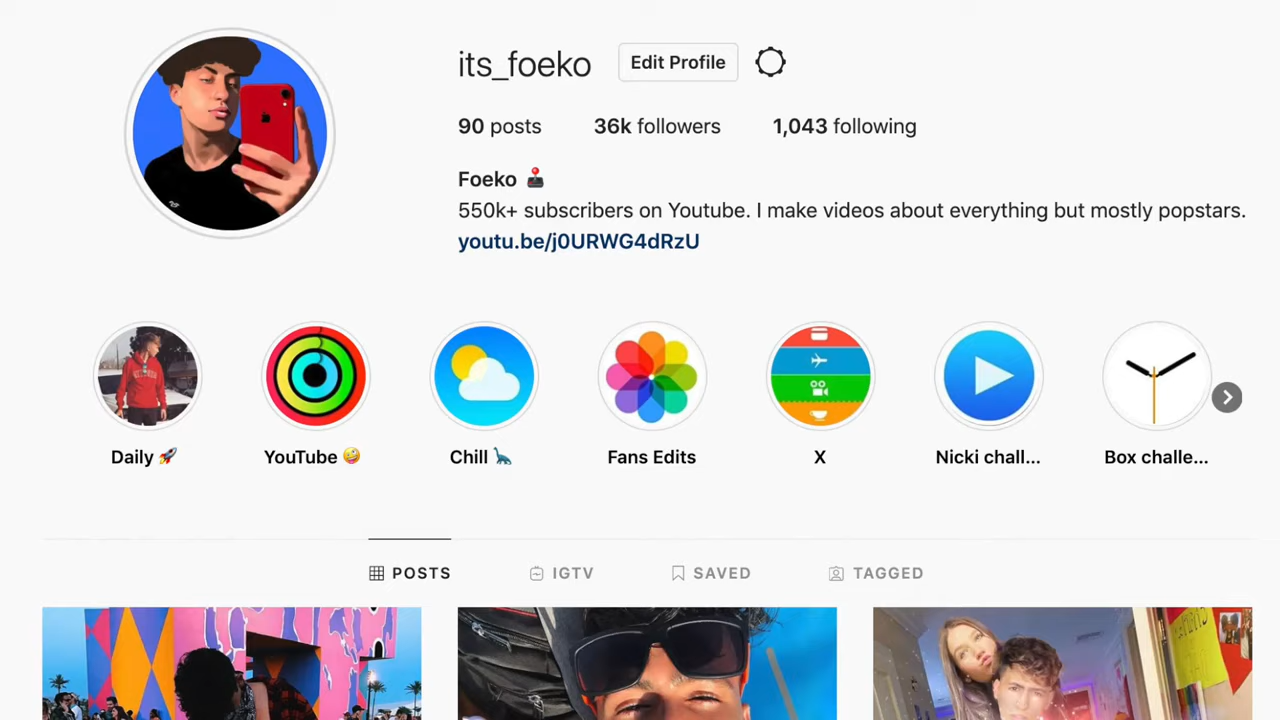 its_foeko Edit Profile
90 posts 36k followers 1,043 following
Foeko 🕹️
550k+ subscribers on Youtube. I make videos about everything but mostly popstars.
youtu.be/j0URWG4dRzU
Daily 🚀 YouTube 🤪 Chill 🦕 Fans Edits X Nicki chall... Box challe...
POSTS IGTV SAVED TAGGED